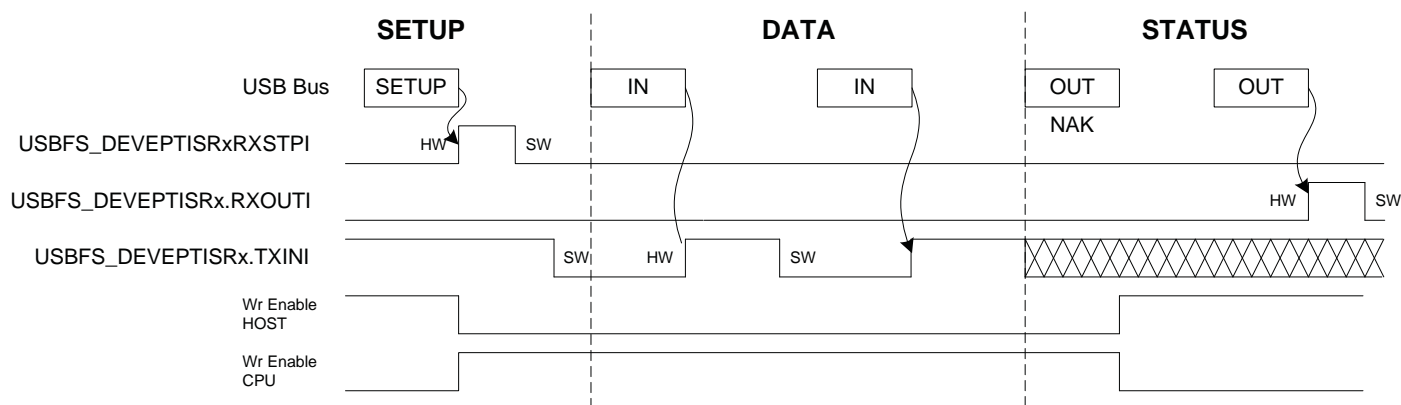 SETUP DATA STATUS
USB Bus SETUP IN IN OUT OUT
NAK
USBFS_DEVEPTISRxRXSTPI HW SW
USBFS_DEVEPTISRx.RXOUTI HW SW
USBFS_DEVEPTISRx.TXINI SW HW SW
Wr Enable
HOST
Wr Enable
CPU